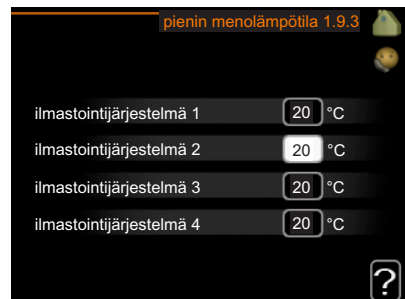 pienin menolämpötila 1.9.3
ilmastointijärjestelmä 1 20 °C
ilmastointijärjestelmä 2 20 °C
ilmastointijärjestelmä 3 20 °C
ilmastointijärjestelmä 4 20 °C
?